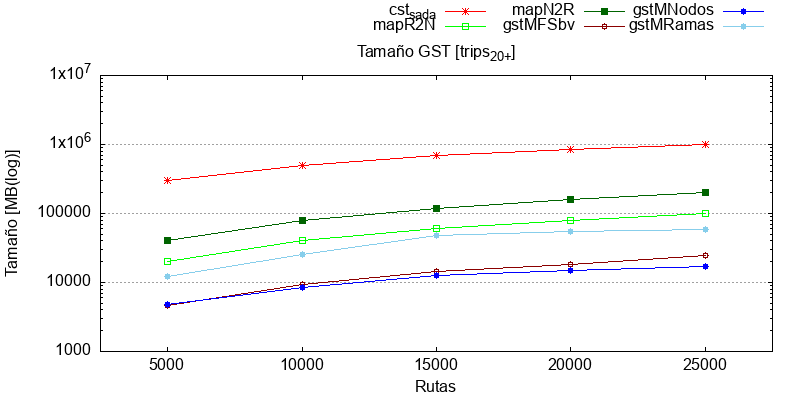 cst_sada mapN2R gstMNodos
mapR2N gstMFSbv gstMRamas
Tamaño GST [trips_20+]
1x10^7
1x10^6
100000
10000
1000
Tamaño [MB(log)]
5000 10000 15000 20000 25000
Rutas